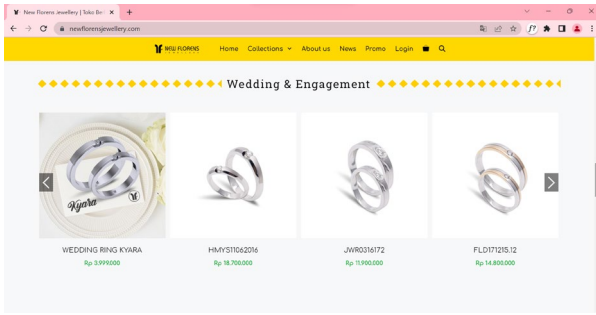 New Florens Jewellery | Toko Be
newflorensjewellery.com
NEW FLORENS
Home Collections About us News Promo Login
Wedding & Engagement
Kyara
WEDDING RING KYARA HMYS11062016 JWR0316172 FLD171215.12
Rp 3.999.000 Rp 18.700.000 Rp 11.900.000 Rp 14.800.000